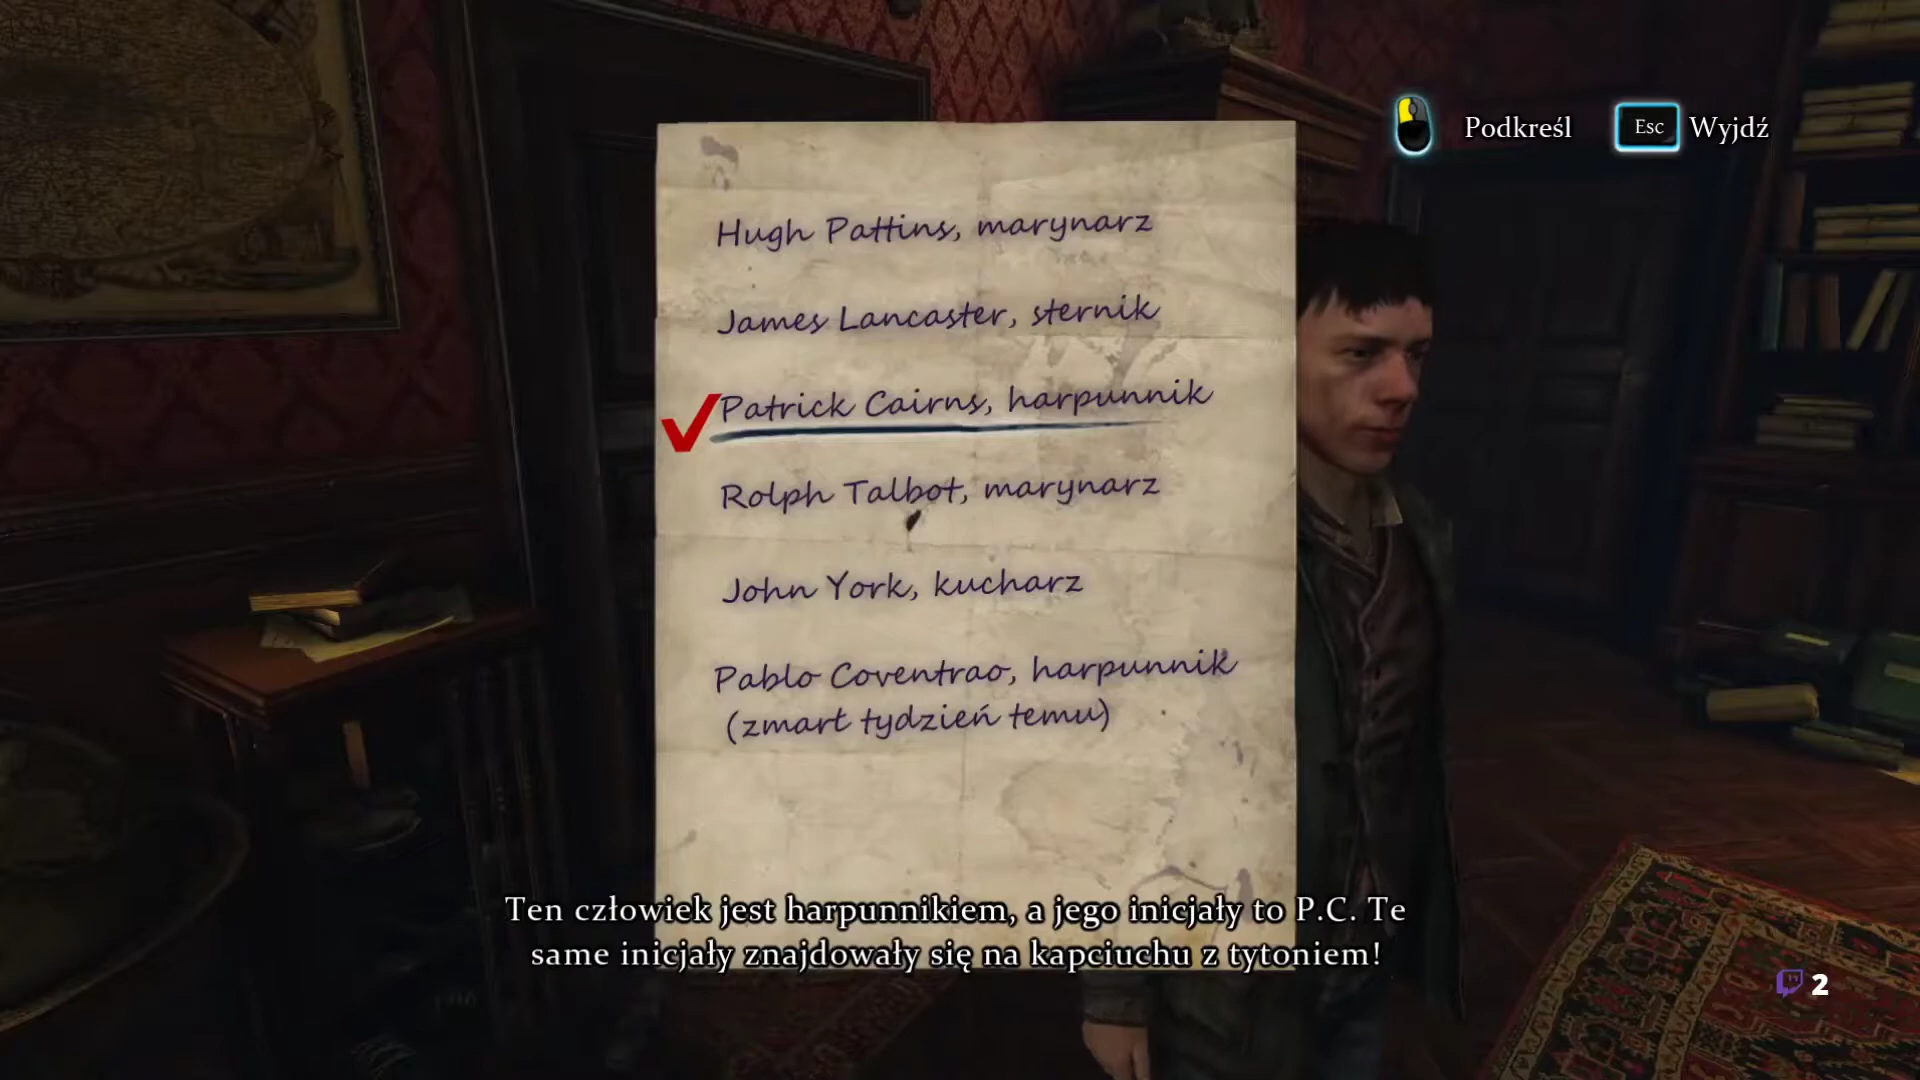 Podkreśl
Esc Wyjdź
Hugh Pattins, marynarz
James Lancaster, sternik
Patrick Cairns, harpunnik
Rolph Talbot, marynarz
John York, kucharz
Pablo Coventrao, harpunnik
(zmarł tydzień temu)
Ten człowiek jest harpunnikiem, a jego inicjały to P.C. Te
same inicjały znajdowały się na kapciuchu z tytoniem!
2